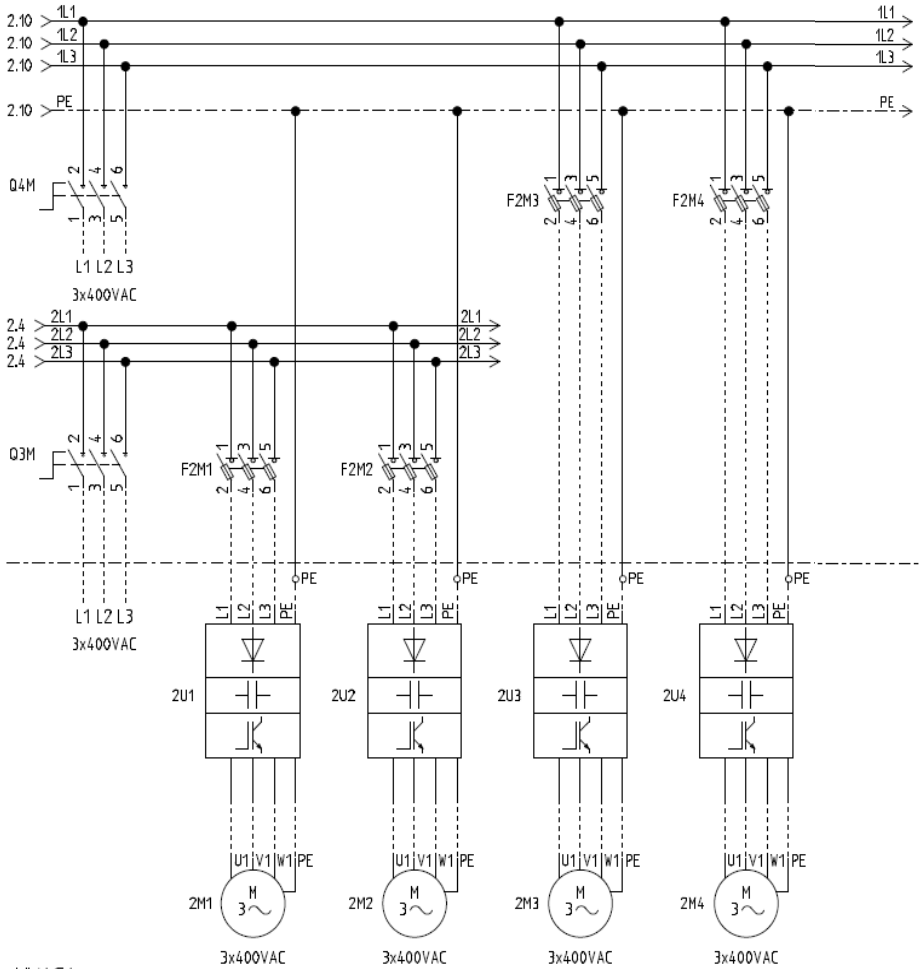 2.10 1L1 1L1
2.10 1L2 1L2
2.10 1L3 1L3
2.10 PE PE
Q4M 2 4 6
1 3 5
F2M3 1 3 5
2 4 6
F2M4 1 3 5
2 4 6
L1 L2 L3
3x400VAC
2.4 2L1 2L1
2.4 2L2 2L2
2.4 2L3 2L3
Q3M 2 4 6
1 3 5
F2M1 1 3 5
2 4 6
F2M2 1 3 5
2 4 6
PE PE PE PE
L1 L2 L3
3x400VAC
L1 L2 L3 PE L1 L2 L3 PE L1 L2 L3 PE L1 L2 L3 PE
2U1 2U2 2U3 2U4
U1 V1 W1 PE U1 V1 W1 PE U1 V1 W1 PE U1 V1 W1 PE
2M1 M 3 2M2 M 3 2M3 M 3 2M4 M 3
3x400VAC 3x400VAC 3x400VAC 3x400VAC